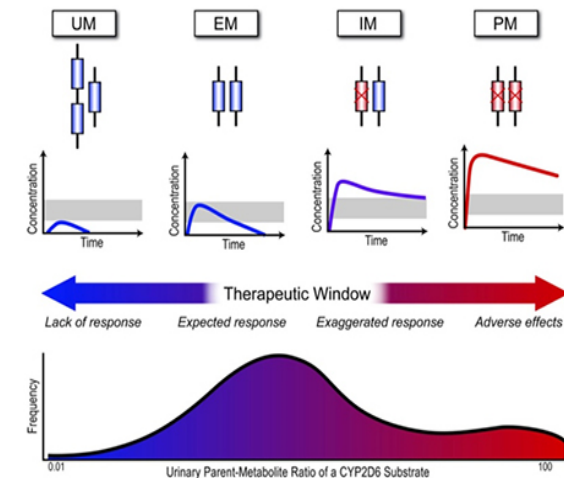 UM EM IM PM
Concentration Concentration Concentration Concentration
Time Time Time Time
Therapeutic Window
Lack of response Expected response Exaggerated response Adverse effects
Frequency
0.01 100
Urinary Parent-Metabolite Ratio of a CYP2D6 Substrate